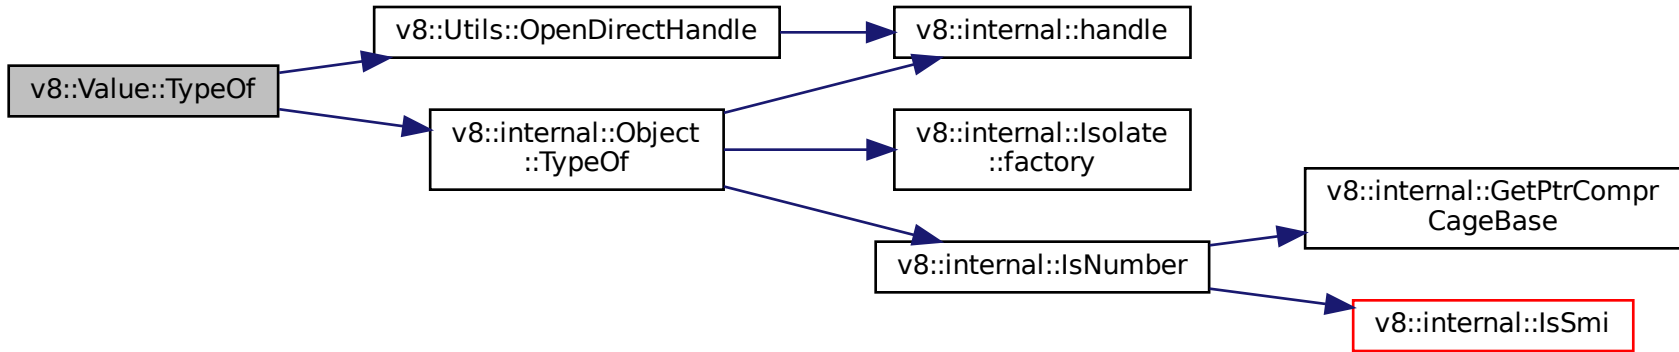 v8::Value::TypeOf
v8::Utils::OpenDirectHandle
v8::internal::handle
v8::internal::Object
::TypeOf
v8::internal::Isolate
::factory
v8::internal::IsNumber
v8::internal::GetPtrCompr
CageBase
v8::internal::IsSmi